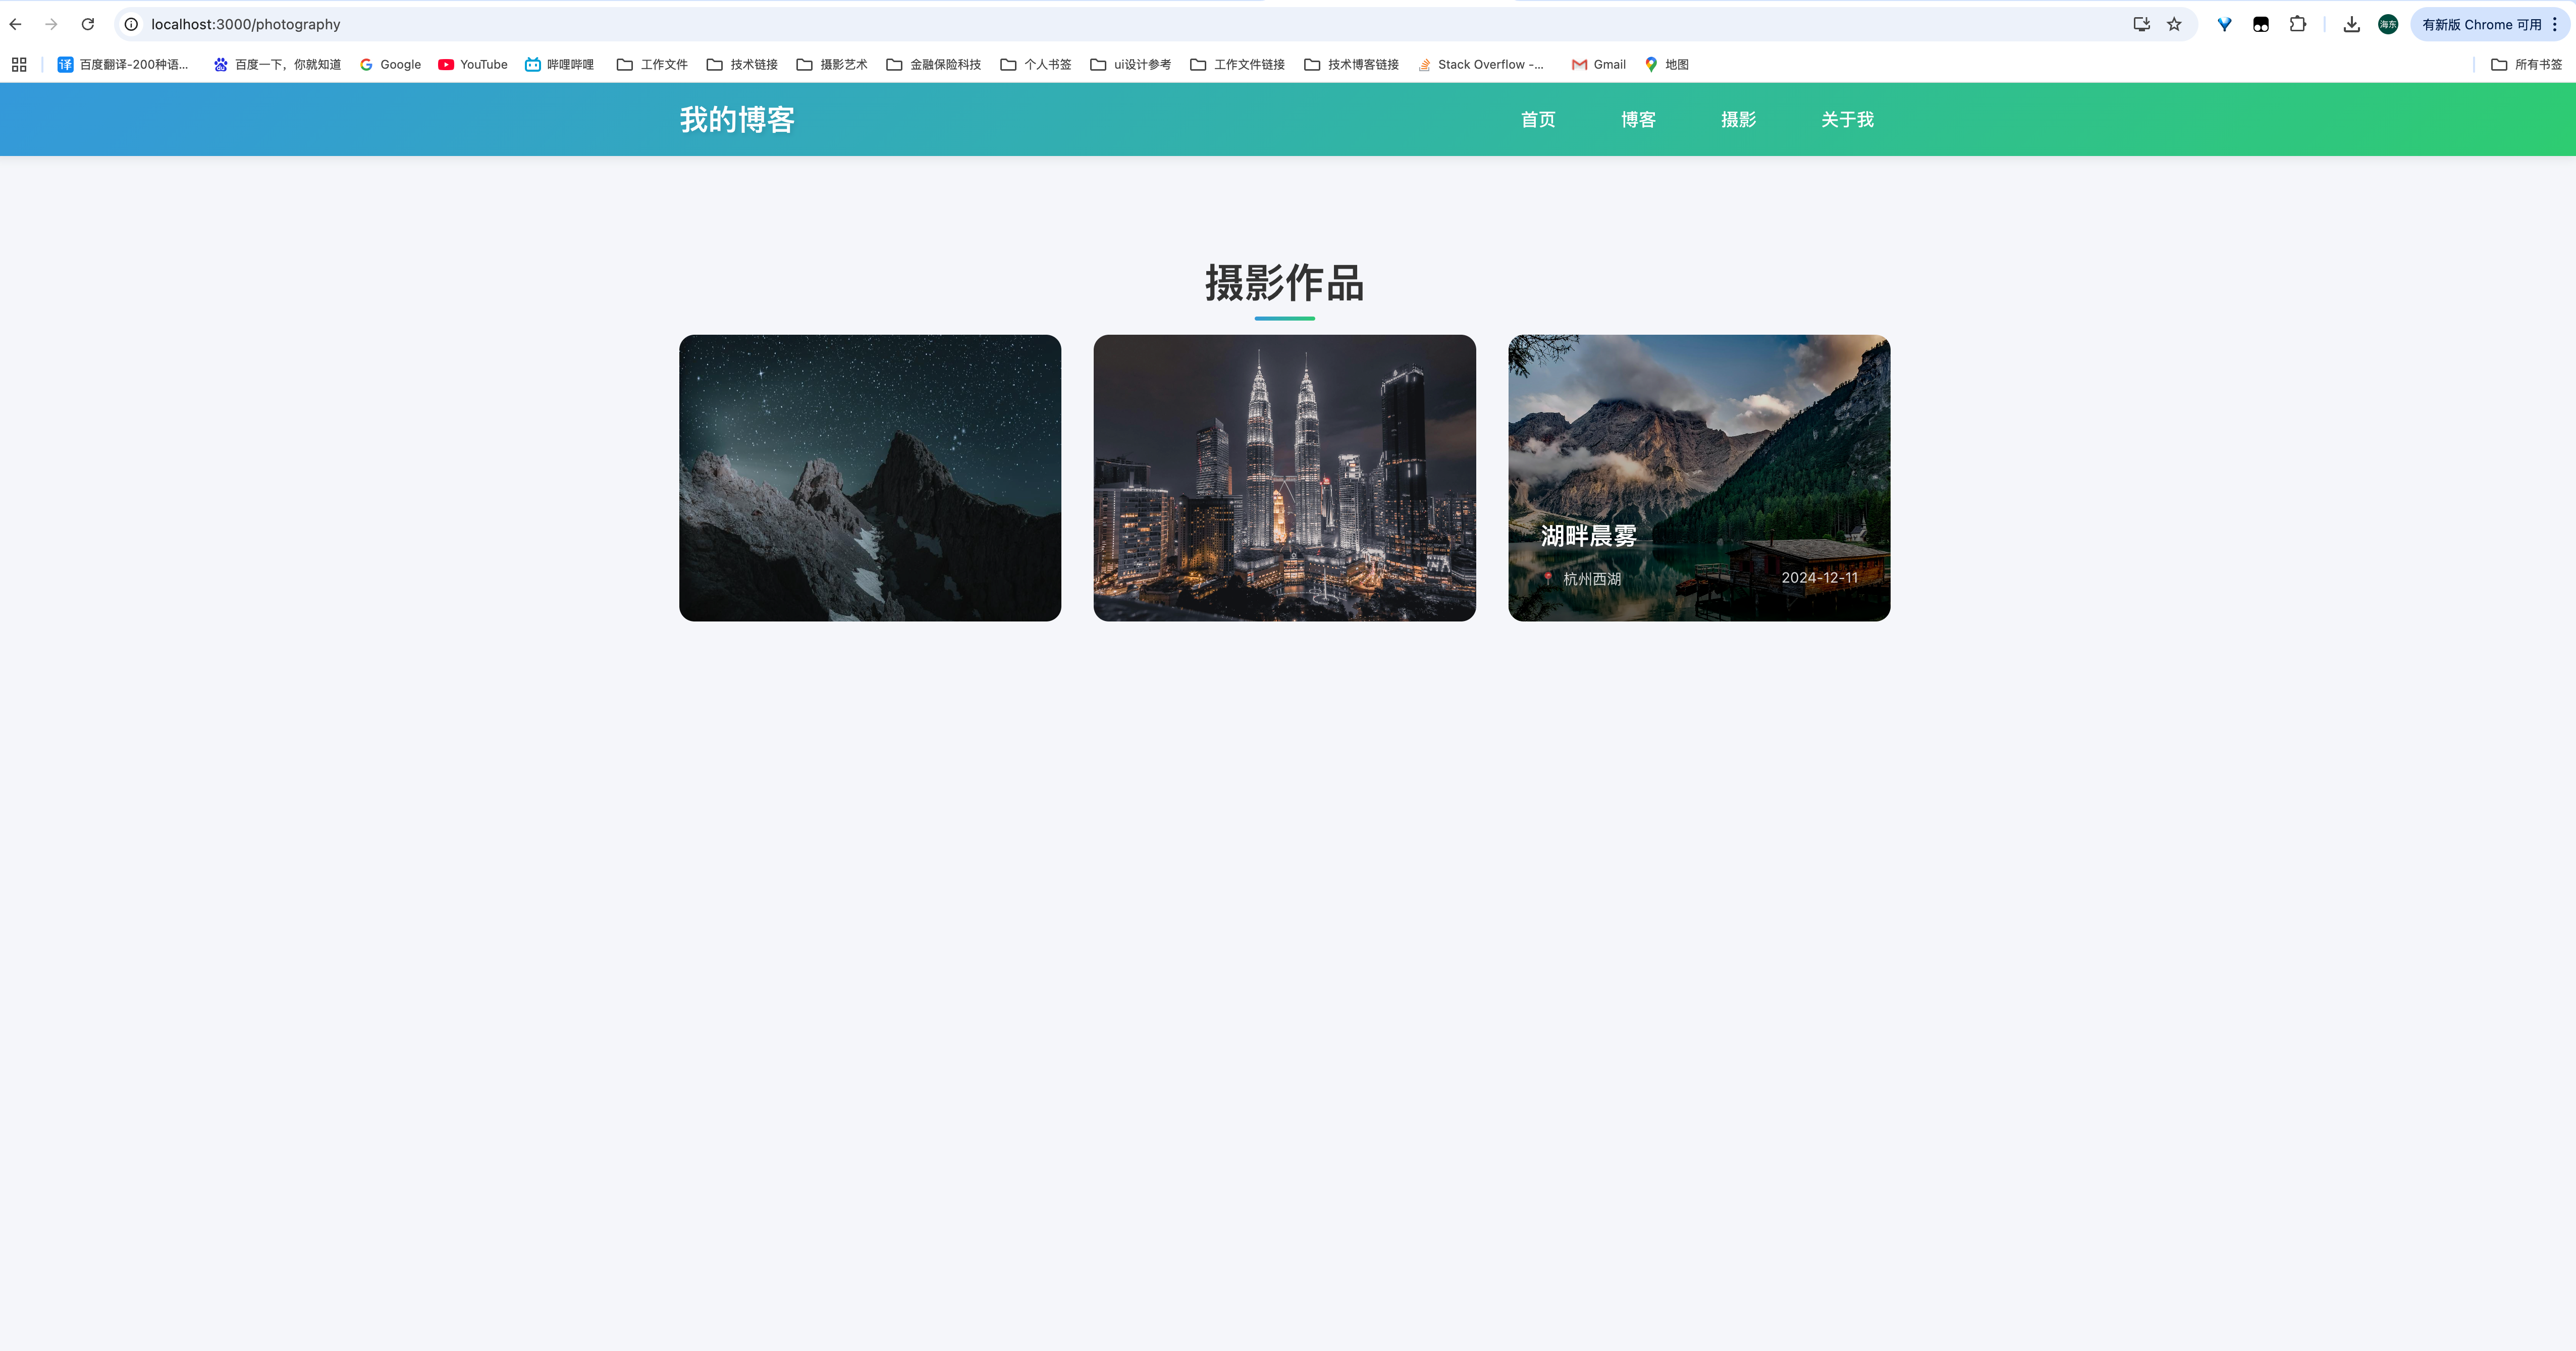 localhost:3000/photography
有新版 Chrome 可用
百度翻译-200种语... 百度一下，你就知道 Google YouTube 哔哩哔哩 工作文件 技术链接 摄影艺术 金融保险科技 个人书签 ui设计参考 工作文件链接 技术博客链接 Stack Overflow -... Gmail 地图 所有书签
我的博客 首页 博客 摄影 关于我
摄影作品
湖畔晨雾
杭州西湖 2024-12-11